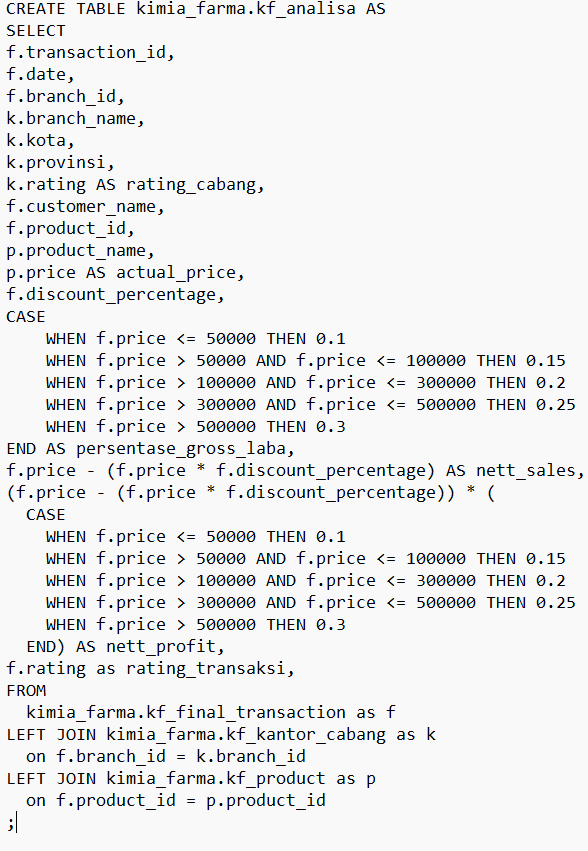 CREATE TABLE kimia_farma.kf_analisa AS
SELECT
f.transaction_id,
f.date,
f.branch_id,
k.branch_name,
k.kota,
k.provinsi,
k.rating AS rating_cabang,
f.customer_name,
f.product_id,
p.product_name,
p.price AS actual_price,
f.discount_percentage,
CASE
    WHEN f.price <= 50000 THEN 0.1
    WHEN f.price > 50000 AND f.price <= 100000 THEN 0.15
    WHEN f.price > 100000 AND f.price <= 300000 THEN 0.2
    WHEN f.price > 300000 AND f.price <= 500000 THEN 0.25
    WHEN f.price > 500000 THEN 0.3
END AS persentase_gross_laba,
f.price - (f.price * f.discount_percentage) AS nett_sales,
(f.price - (f.price * f.discount_percentage)) * (
  CASE
    WHEN f.price <= 50000 THEN 0.1
    WHEN f.price > 50000 AND f.price <= 100000 THEN 0.15
    WHEN f.price > 100000 AND f.price <= 300000 THEN 0.2
    WHEN f.price > 300000 AND f.price <= 500000 THEN 0.25
    WHEN f.price > 500000 THEN 0.3
  END) AS nett_profit,
f.rating as rating_transaksi,
FROM
  kimia_farma.kf_final_transaction as f
LEFT JOIN kimia_farma.kf_kantor_cabang as k
  on f.branch_id = k.branch_id
LEFT JOIN kimia_farma.kf_product as p
  on f.product_id = p.product_id
;